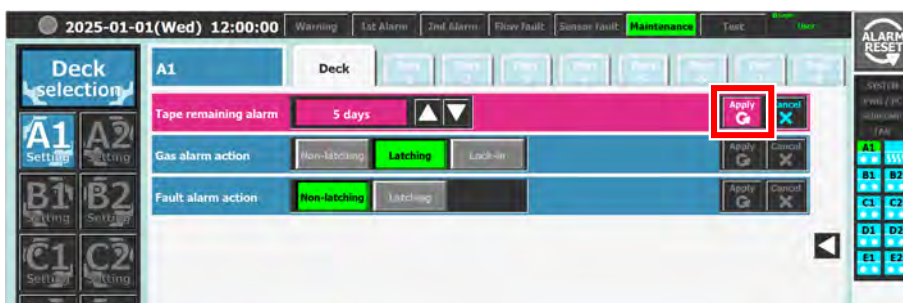 2025-01-01(Wed) 12:00:00 Warning 1st Alarm 2nd Alarm Flow fault Sensor fault Maintenance Test User
ALARM RESET
Deck selection
A1 Deck
Tape remaining alarm 5 days Apply Cancel
Gas alarm action Non-latching Latching Lock-in Apply Cancel
Fault alarm action Non-latching Latching Apply Cancel
A1 Setting A2 Setting
B1 Setting B2 Setting
C1 Setting C2 Setting
SYSTEM
FAN
A1
B1 B2
C1 C2
D1 D2
E1 E2